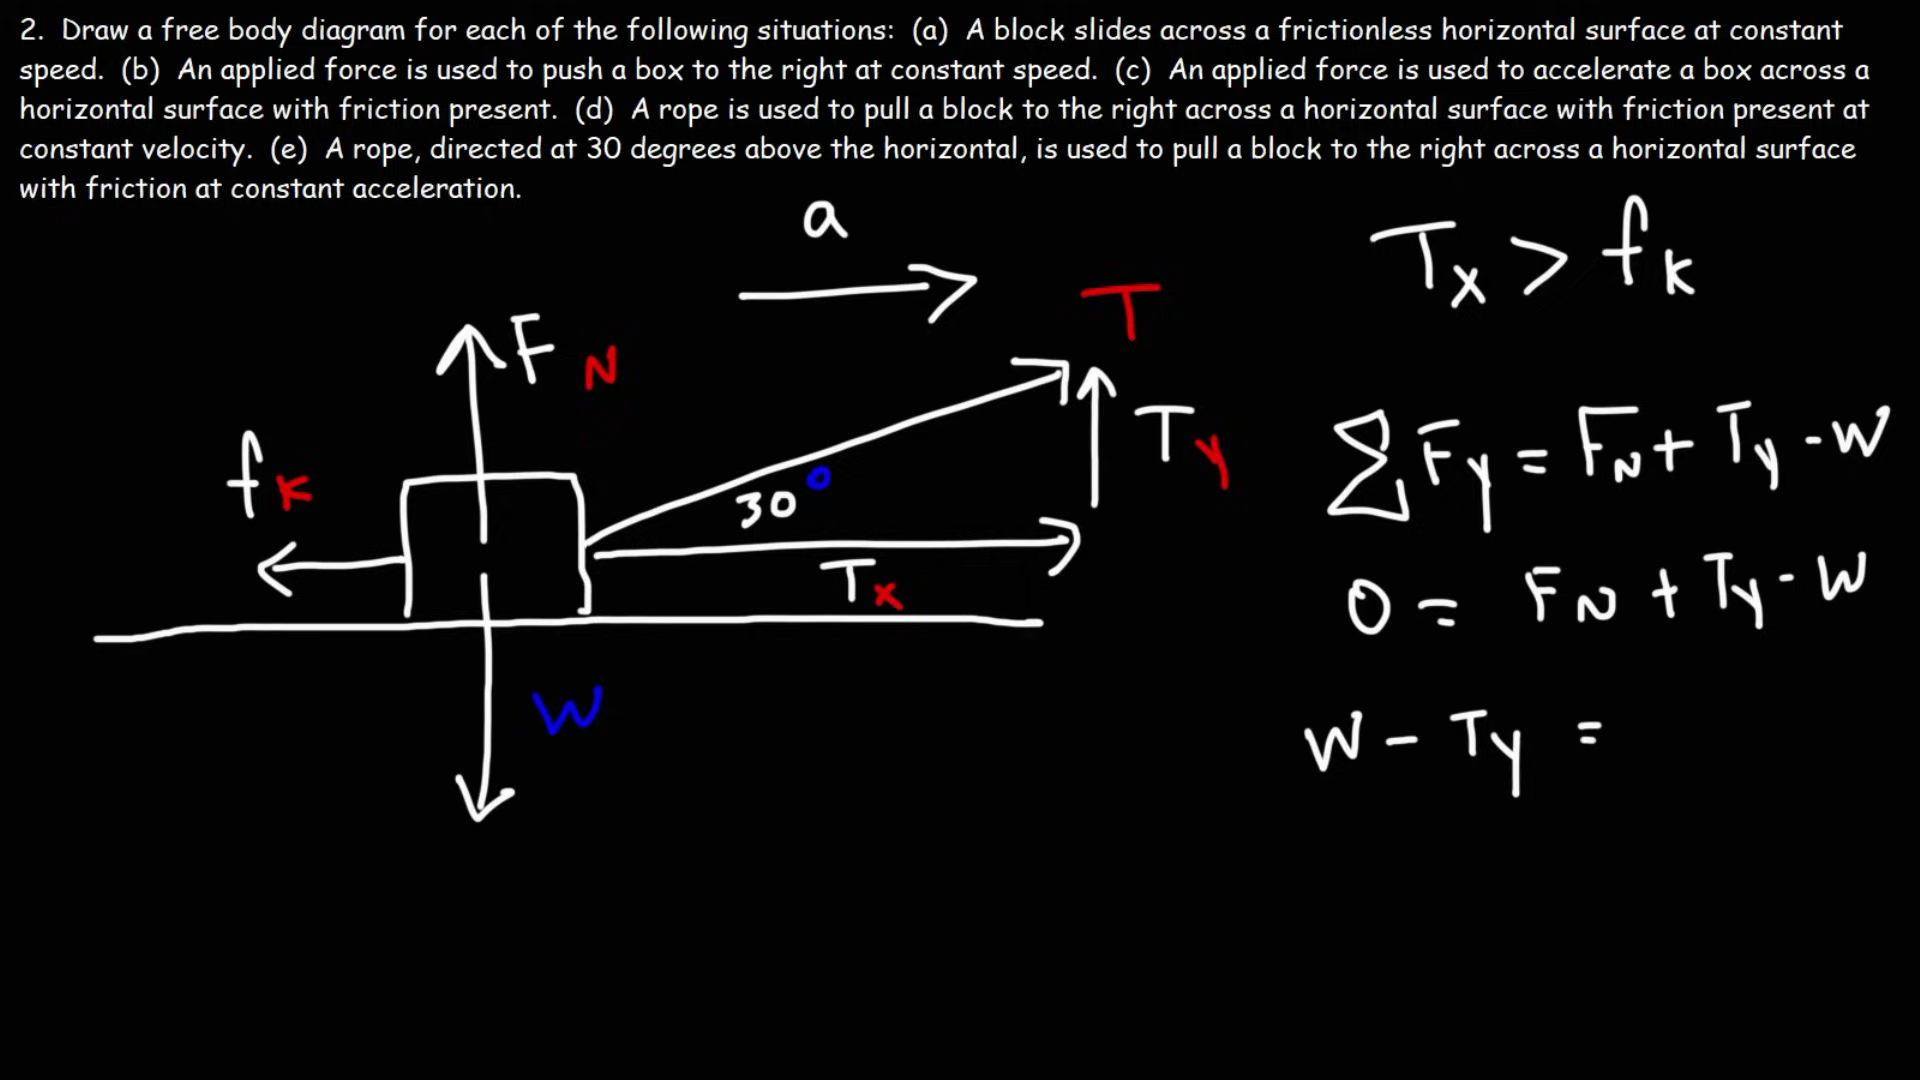 2. Draw a free body diagram for each of the following situations: (a) A block slides across a frictionless horizontal surface at constant
speed. (b) An applied force is used to push a box to the right at constant speed. (c) An applied force is used to accelerate a box across a
horizontal surface with friction present. (d) A rope is used to pull a block to the right across a horizontal surface with friction present at
constant velocity. (e) A rope, directed at 30 degrees above the horizontal, is used to pull a block to the right across a horizontal surface
with friction at constant acceleration.
a
Tx > fK
T
FN
Ty
fK
30°
Tx
W
ΣFy = FN + Ty - W
0 = FN + Ty - W
W - Ty =